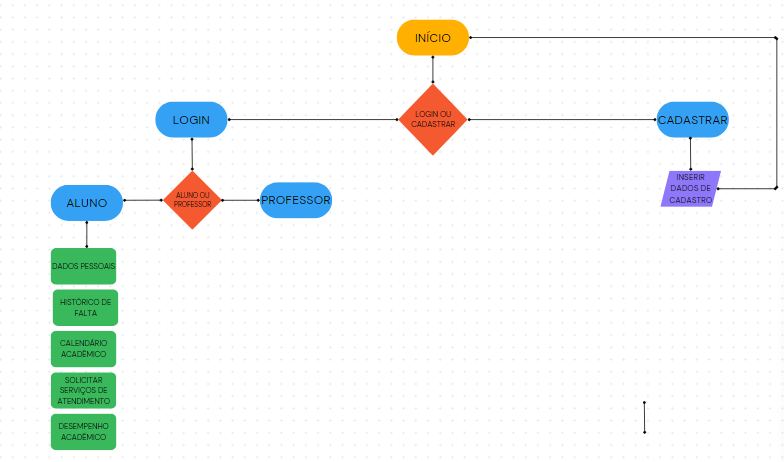 INÍCIO
LOGIN OU
CADASTRAR
LOGIN
CADASTRAR
INSERIR
DADOS DE
CADASTRO
ALUNO OU
PROFESSOR
ALUNO
PROFESSOR
DADOS PESSOAIS
HISTÓRICO DE
FALTA
CALENDÁRIO
ACADÊMICO
SOLICITAR
SERVIÇOS DE
ATENDIMENTO
DESEMPENHO
ACADÊMICO